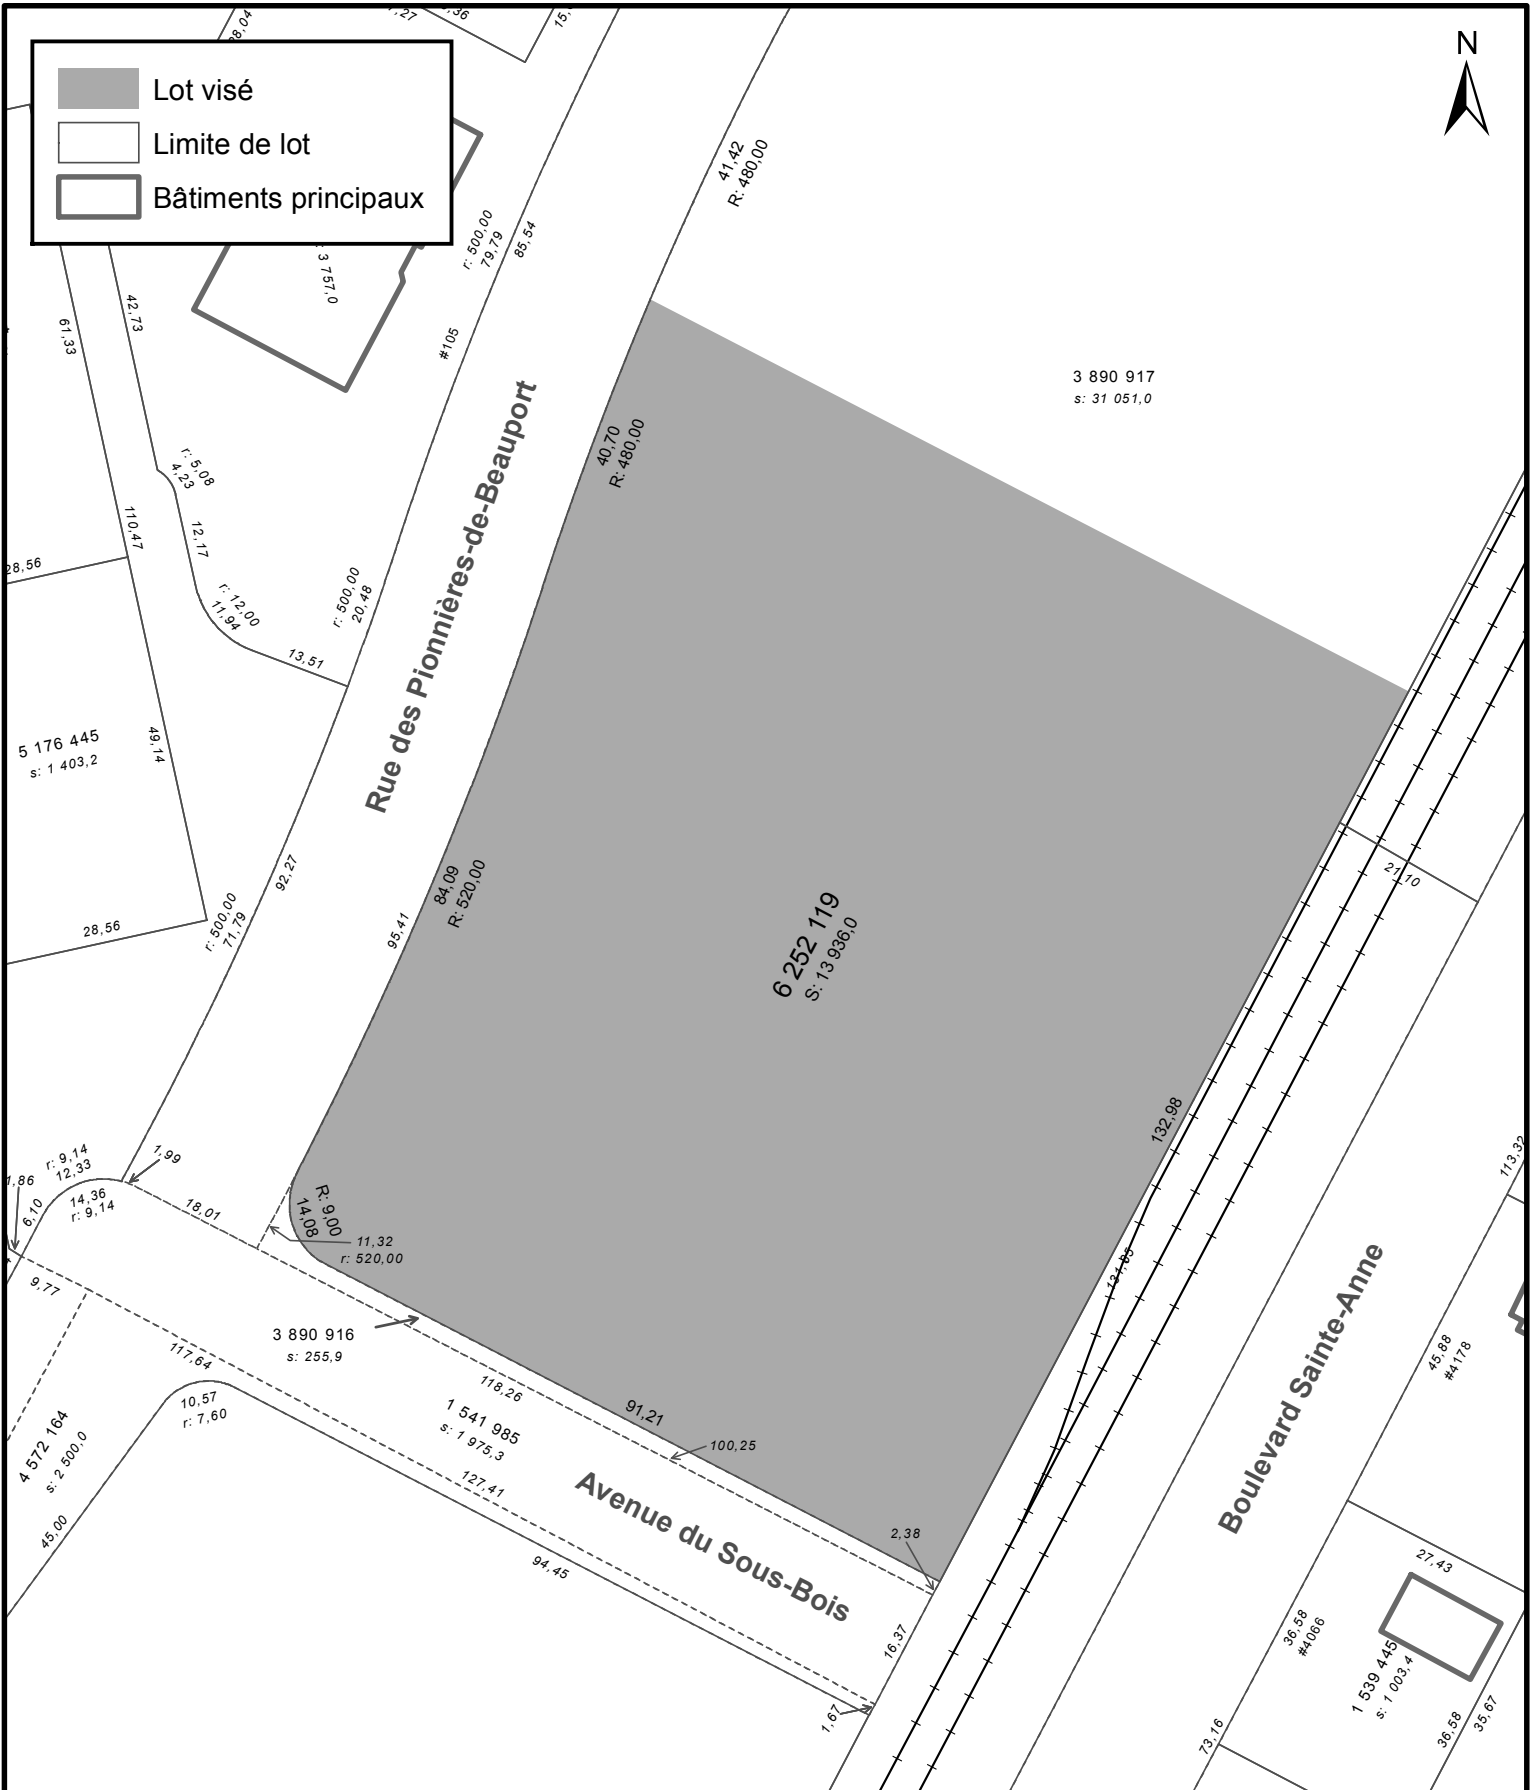 N
Lot visé
Limite de lot
Bâtiments principaux
15,
41,42
R: 480,00
3 757,0
r: 500,00
79,79
85,54
#105
42,73
61,33
3 890 917
s: 31 051,0
40,70
R: 480,00
Rue des Pionnières-de-Beauport
r: 5,08
4,23
110,47
12,17
28,56
r: 12,00
11,94
r: 500,00
20,48
13,51
5 176 445
s: 1 403,2
49,14
92,27
84,09
R: 520,00
95,41
r: 500,00
71,79
28,56
21,10
6 252 119
S: 13 936,0
132,98
113,32
r: 9,14
12,33
1,99
1,86
6,10
14,36
r: 9,14
18,01
R: 9,00
14,08
11,32
r: 520,00
131,85
9,77
3 890 916
s: 255,9
117,64
118,26
10,57
r: 7,60
91,21
1 541 985
s: 1 975,3
100,25
127,41
4 572 164
s: 2 500,0
45,00
Avenue du Sous-Bois
94,45
2,38
16,37
1,67
Boulevard Sainte-Anne
45,88
#4178
27,43
36,58
#4066
1 539 445
s: 1 003,4
73,16
36,58
35,67